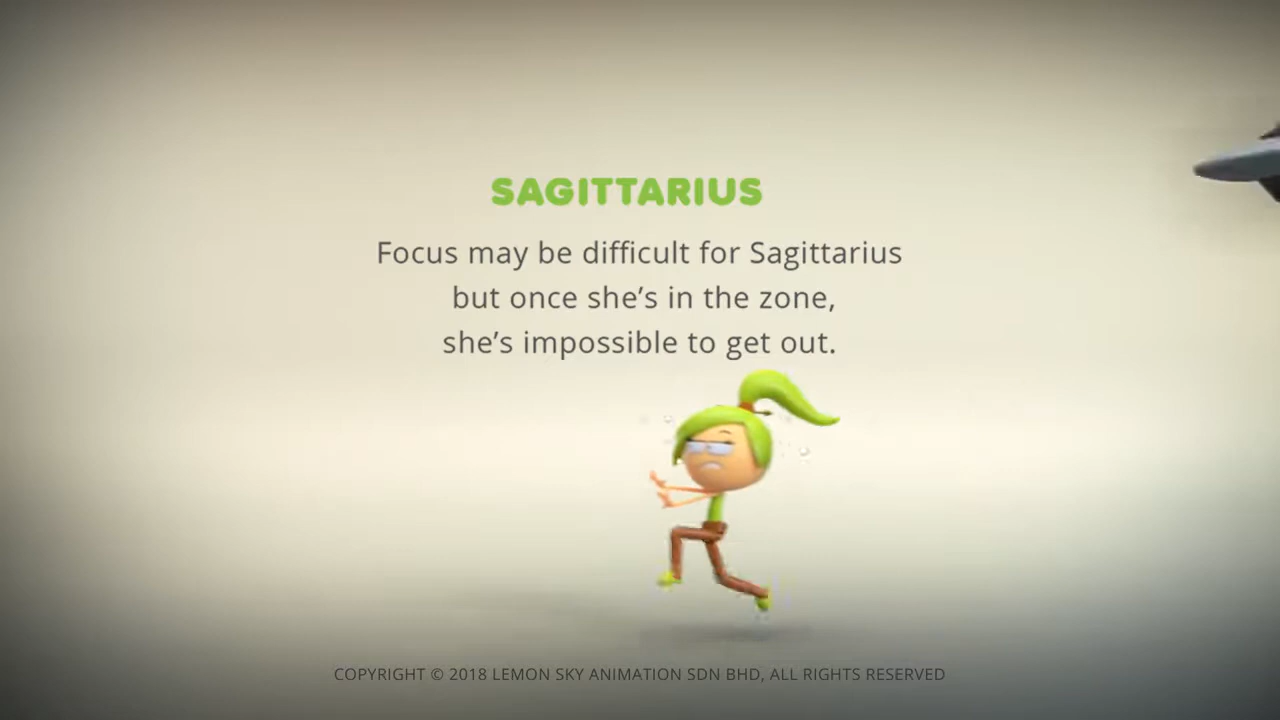 SAGITTARIUS
Focus may be difficult for Sagittarius
but once she’s in the zone,
she’s impossible to get out.
COPYRIGHT © 2018 LEMON SKY ANIMATION SDN BHD, ALL RIGHTS RESERVED